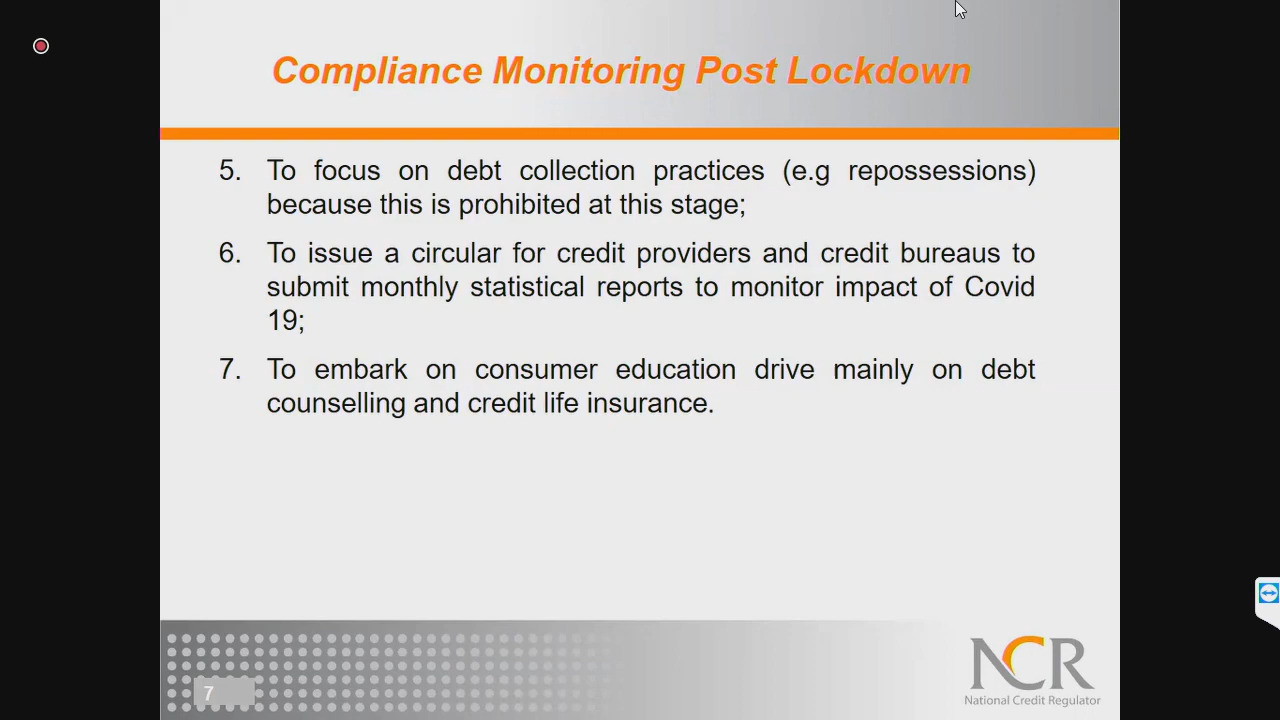 Compliance Monitoring Post Lockdown
5. To focus on debt collection practices (e.g repossessions)
because this is prohibited at this stage;
6. To issue a circular for credit providers and credit bureaus to
submit monthly statistical reports to monitor impact of Covid
19;
7. To embark on consumer education drive mainly on debt
counselling and credit life insurance.
7
NCR
National Credit Regulator